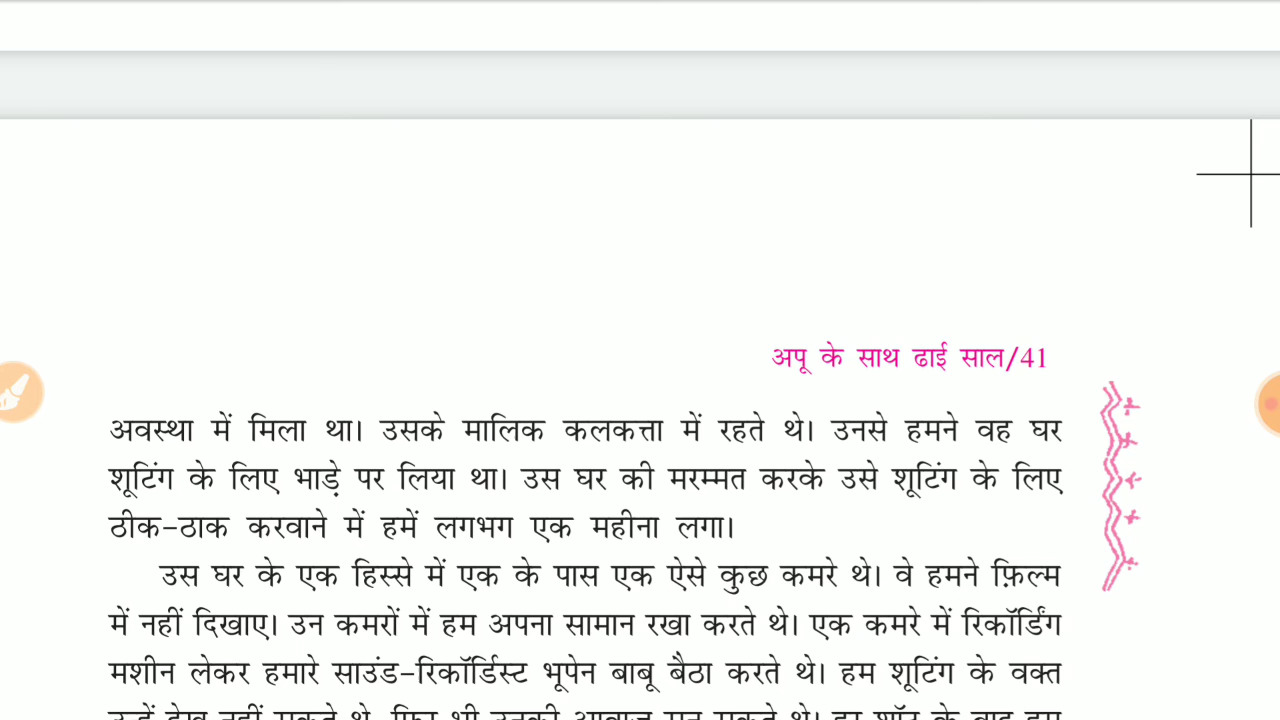 अपू के साथ ढाई साल/41
अवस्था में मिला था। उसके मालिक कलकत्ता में रहते थे। उनसे हमने वह घर
शूटिंग के लिए भाड़े पर लिया था। उस घर की मरम्मत करके उसे शूटिंग के लिए
ठीक-ठाक करवाने में हमें लगभग एक महीना लगा।
उस घर के एक हिस्से में एक के पास एक ऐसे कुछ कमरे थे। वे हमने फ़िल्म
में नहीं दिखाए। उन कमरों में हम अपना सामान रखा करते थे। एक कमरे में रिकॉर्डिंग
मशीन लेकर हमारे साउंड-रिकॉर्डिस्ट भूपेन बाबू बैठा करते थे। हम शूटिंग के वक्त